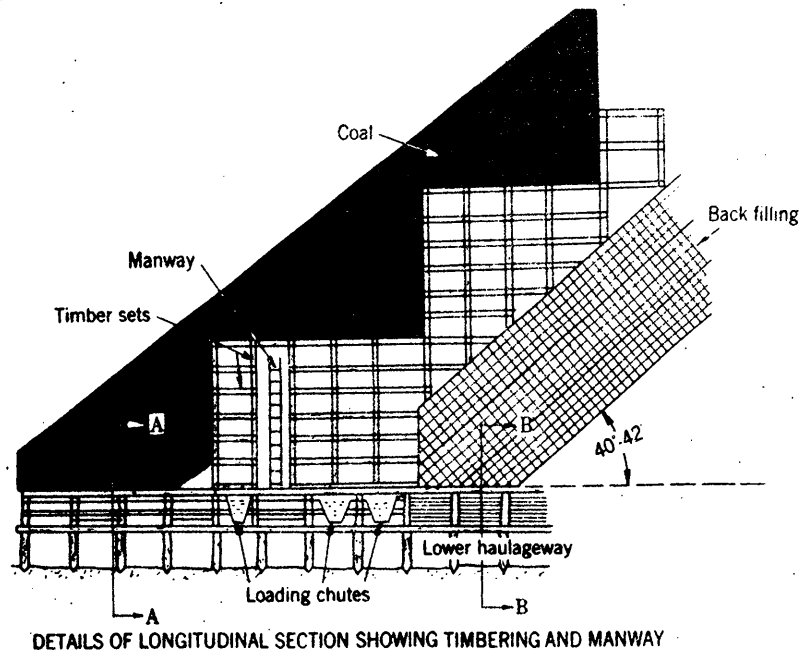 Coal
Back filling
Manway
Timber sets
A
B
40°-42
Lower haulageway
Loading chutes
A
B
DETAILS OF LONGITUDINAL SECTION SHOWING TIMBERING AND MANWAY